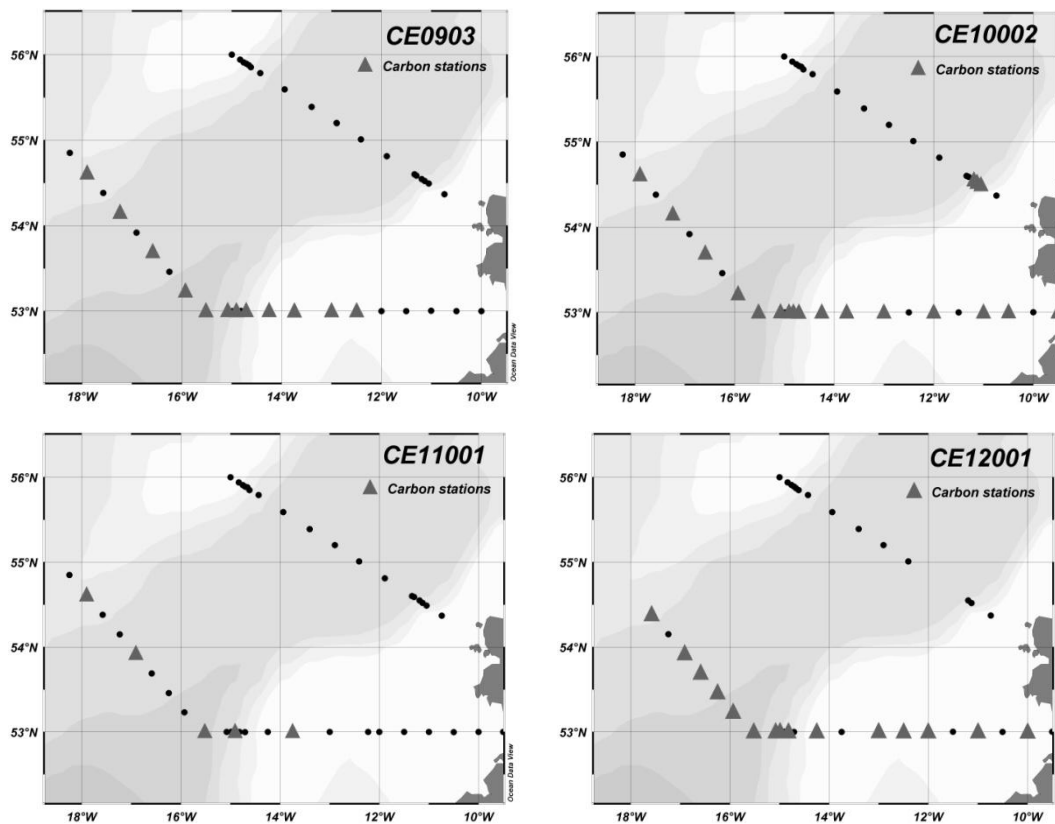 CE0903
Carbon stations
56°N
55°N
54°N
53°N
18°W 16°W 14°W 12°W 10°W
Ocean Data View
CE10002
Carbon stations
56°N
55°N
54°N
53°N
18°W 16°W 14°W 12°W 10°W
CE11001
Carbon stations
56°N
55°N
54°N
53°N
18°W 16°W 14°W 12°W 10°W
Ocean Data View
CE12001
Carbon stations
56°N
55°N
54°N
53°N
18°W 16°W 14°W 12°W 10°W